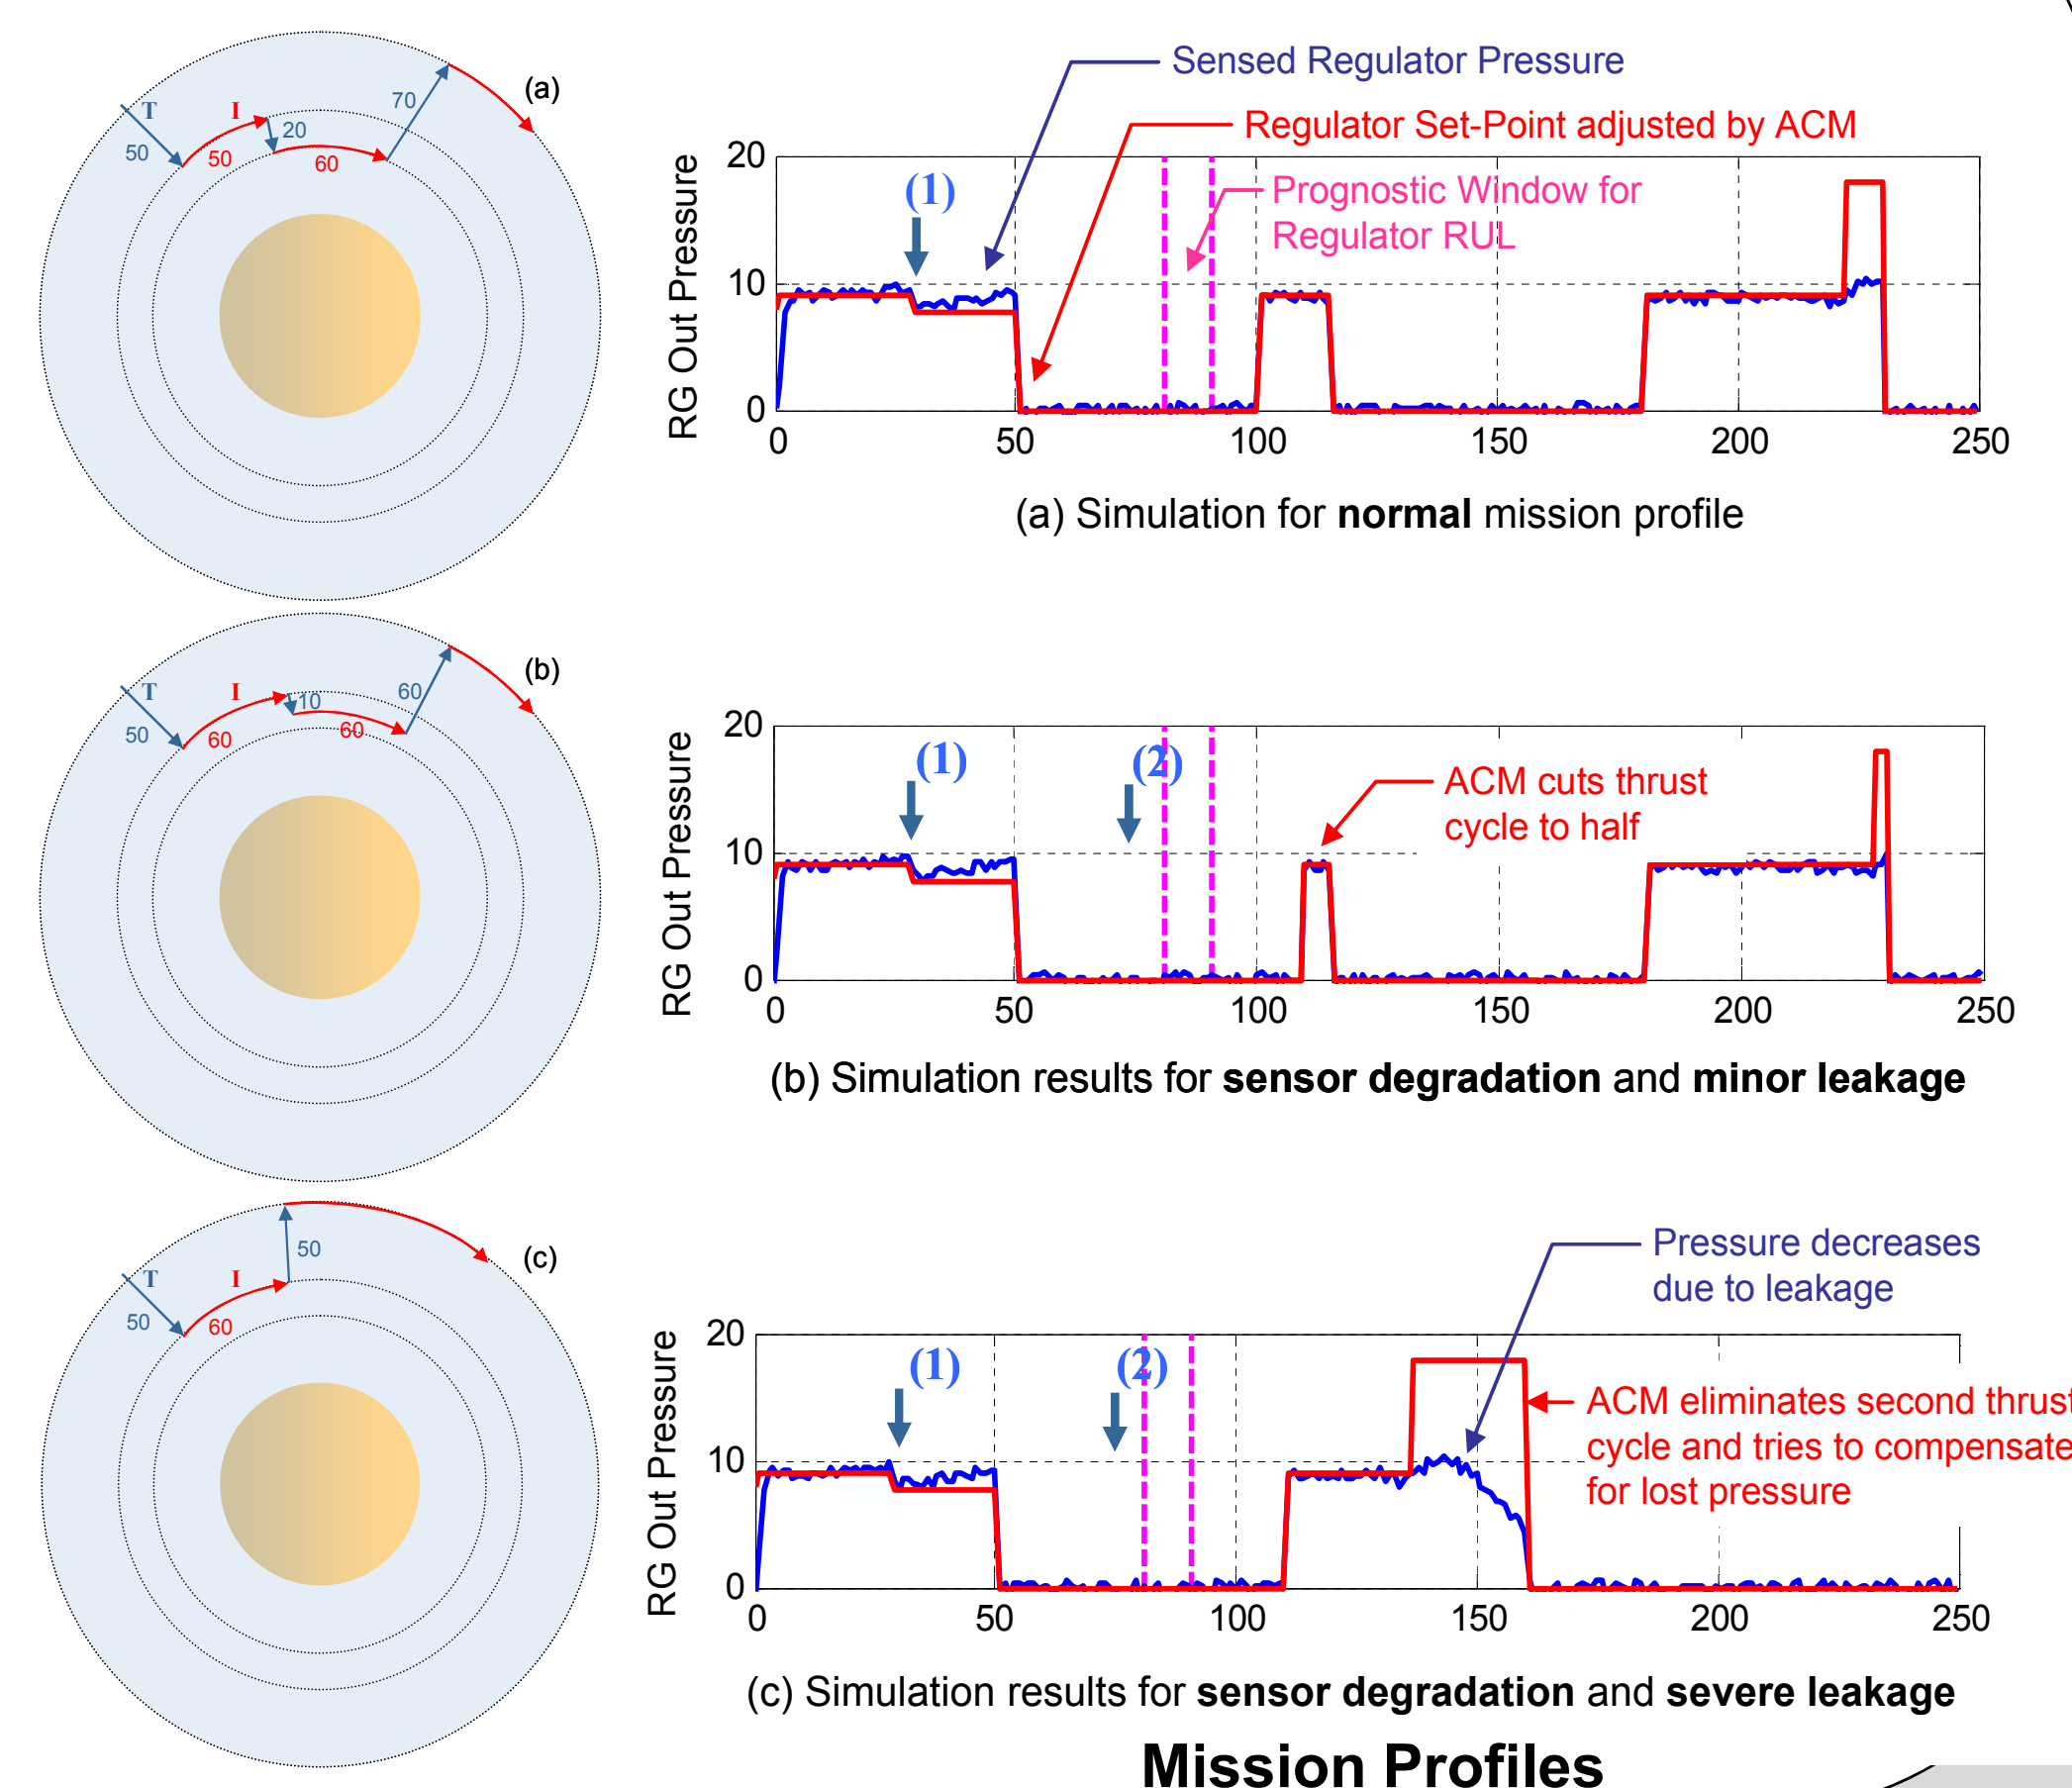 (a)
T
I
50
50
20
60
70
Sensed Regulator Pressure
Regulator Set-Point adjusted by ACM
Prognostic Window for
Regulator RUL
(1)
RG Out Pressure
20
10
0
0 50 100 150 200 250
(a) Simulation for normal mission profile
(b)
T
I
50
60
10
60
60
(1)
(2)
ACM cuts thrust
cycle to half
RG Out Pressure
20
10
0
0 50 100 150 200 250
(b) Simulation results for sensor degradation and minor leakage
(c)
T
I
50
60
50
Pressure decreases
due to leakage
(1)
(2)
ACM eliminates second thrust
cycle and tries to compensate
for lost pressure
RG Out Pressure
20
10
0
0 50 100 150 200 250
(c) Simulation results for sensor degradation and severe leakage
Mission Profiles